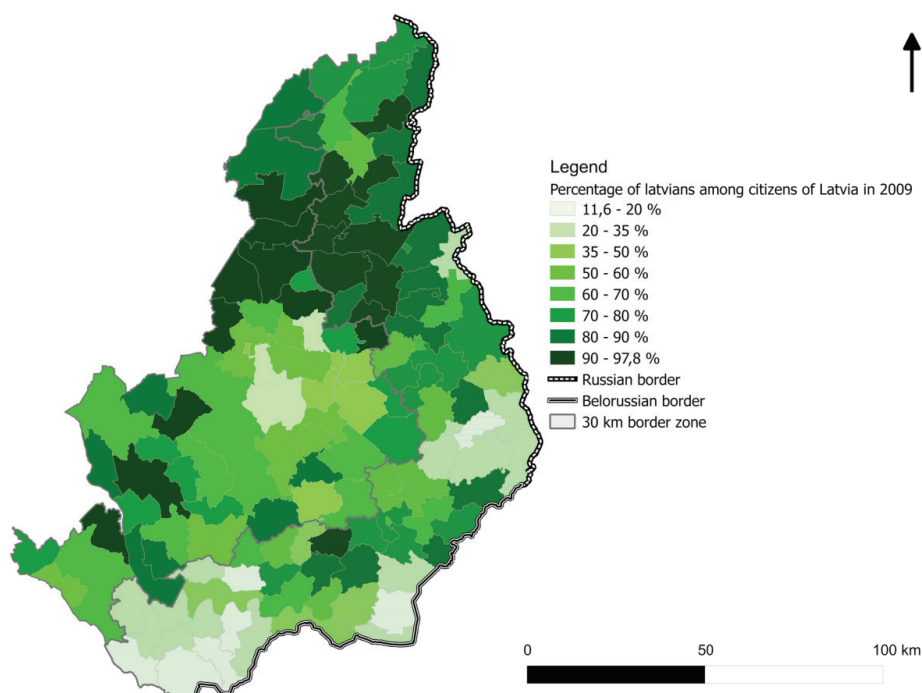 Legend
Percentage of latvians among citizens of Latvia in 2009
11,6 - 20 %
20 - 35 %
35 - 50 %
50 - 60 %
60 - 70 %
70 - 80 %
80 - 90 %
90 - 97,8 %
Russian border
Belorussian border
30 km border zone
0 50 100 km